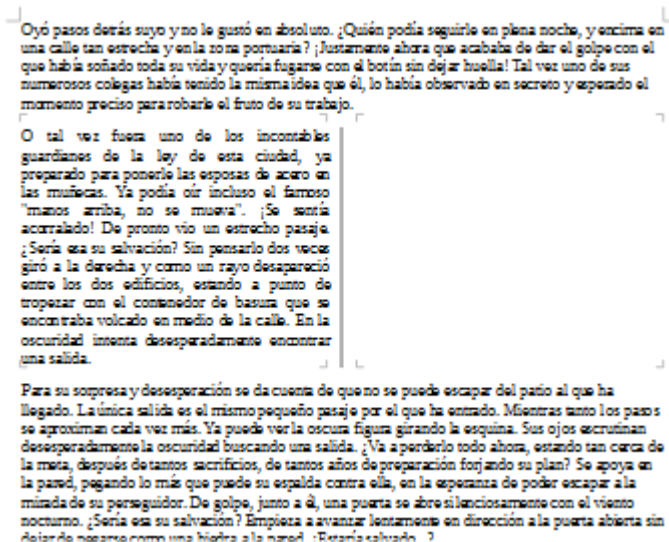 Oyó pasos detrás suyo y no le gustó en absoluto. ¿Quién podía seguirle en plena noche, y encima en
una calle tan estrecha y en la zona portuaria? ¡Justamente ahora que acababa de dar el golpe con el
que había soñado toda su vida y quería fugarse con el botín sin dejar huella! Tal vez uno de sus
numerosos colegas había tenido la misma idea que él, lo había observado en secreto y esperado el
momento preciso para robarle el fruto de su trabajo.
O tal vez fuera uno de los incontables
guardianes de la ley de esta ciudad, ya
preparado para ponerle las esposas de acero en
las muñecas. Ya podía oír incluso el famoso
"manos arriba, no se mueva". ¡Se sentía
acorralado! De pronto vio un estrecho pasaje.
¿Sería esa su salvación? Sin pensarlo dos veces
giró a la derecha y como un rayo desapareció
entre los dos edificios, estando a punto de
tropezar con el contenedor de basura que se
encontraba volcado en medio de la calle. En la
oscuridad intenta desesperadamente encontrar
una salida.
Para su sorpresa y desesperación se da cuenta de que no se puede escapar del patio al que ha
llegado. La única salida es el mismo pequeño pasaje por el que ha entrado. Mientras tanto los pasos
se aproximan cada vez más. Ya puede ver la oscura figura girando la esquina. Sus ojos escrutinan
desesperadamente la oscuridad buscando una salida. ¿Va a perderlo todo ahora, estando tan cerca de
la meta, después de tantos sacrificios, de tantos años de preparación forjando su plan? Se apoya en
la pared, pegando lo más que puede su espalda contra ella, en la esperanza de poder escapar a la
mirada de su perseguidor. De golpe, junto a él, una puerta se abre silenciosamente con el viento
nocturno. ¿Sería esa su salvación? Empieza a avanzar lentamente en dirección a la puerta abierta sin
dejar de pegarse como una hiedra a la pared. ¿Estaría salvado...?